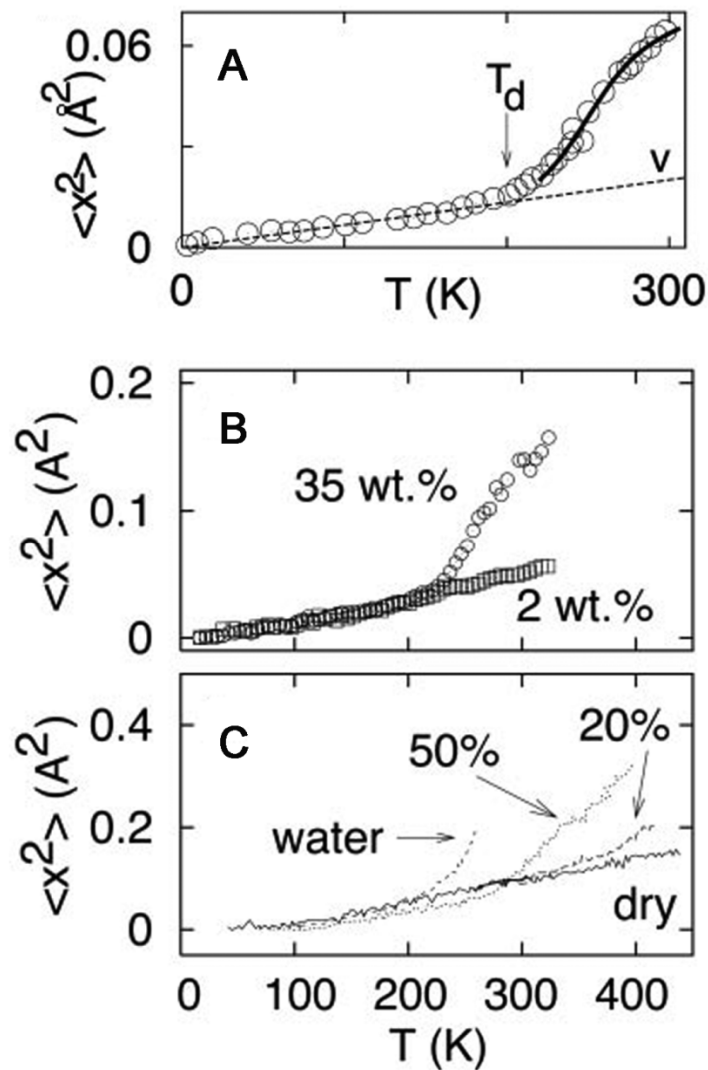 0.06
A
T_d
<x²> (Å²)
v
0
0
300
T (K)
0.2
B
<x²> (A²)
35 wt.%
0.1
2 wt.%
0
0.4
C
20%
50%
<x²> (A²)
0.2
water
dry
0
0 100 200 300 400
T (K)